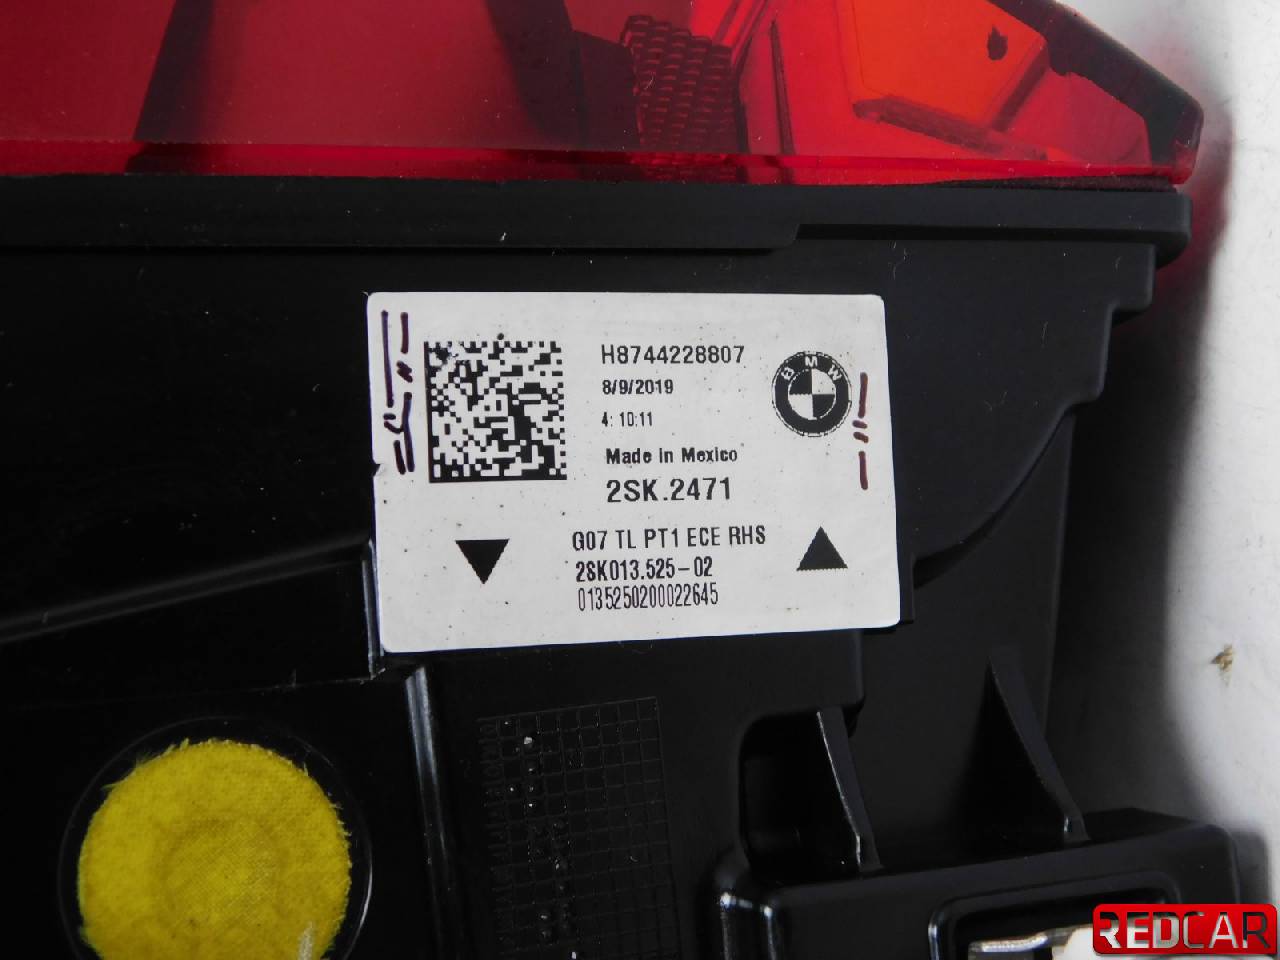 H8744228807
8/9/2019
4: 10:11
BMW
Made in Mexico
2SK.2471
G07 TL PT1 ECE RHS
2SK013.525-02
0135250200022645
REDCAR